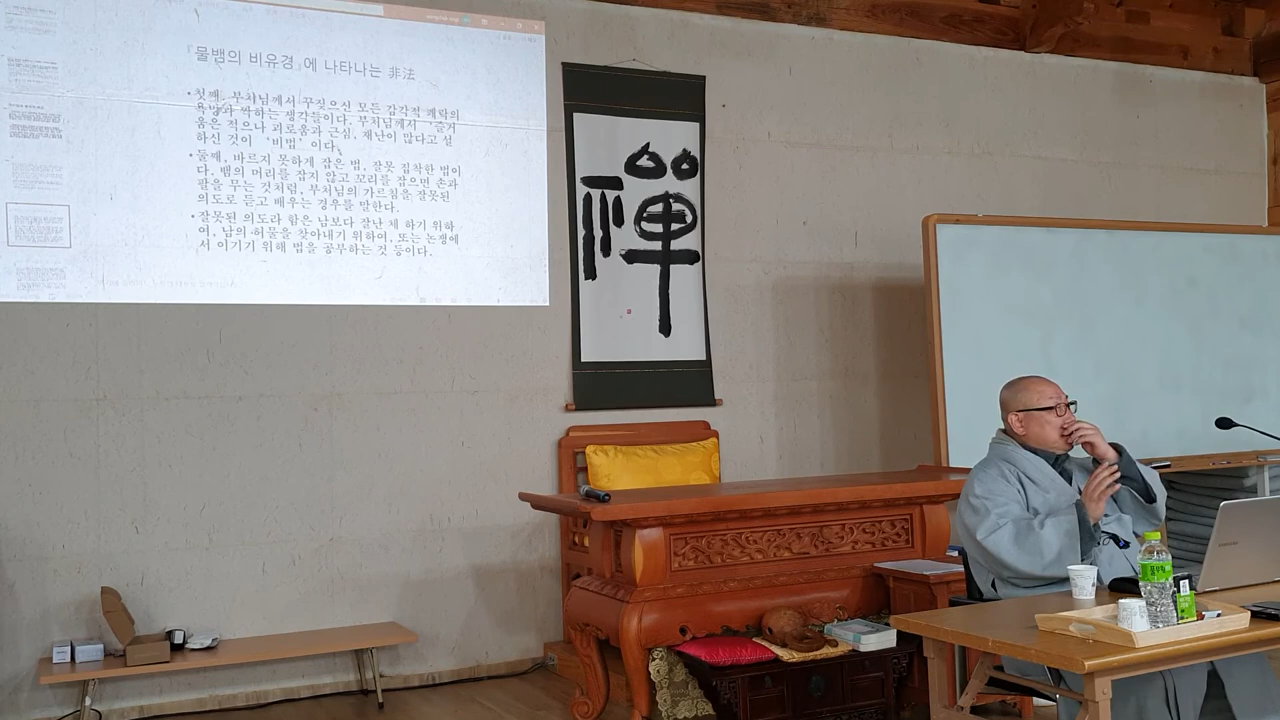 『물뱀의 비유경』에 나타나는 非法
•첫째, 부처님께서 꾸짖으신 모든 감각적 쾌락의
욕망과 싹하는 생각들이다. 부처님께서 '즐거
움은 적으나 괴로움과 근심, 재난이 많다고 설
하신 것이 '비법'이다.
•둘째, 바르지 못하게 잡은 법, 잘못 집착한 법이
다. 뱀의 머리를 잡지 않고 꼬리를 잡으면 손과
팔을 무는 것처럼, 부처님의 가르침을 잘못된
의도로 듣고 배우는 경우를 말한다.
•잘못된 의도라 함은 남보다 잘난 체 하기 위하
여, 남의 허물을 찾아내기 위하여, 또는 논쟁에
서 이기기 위해 법을 공부하는 것 등이다.
禪
SAMSUNG